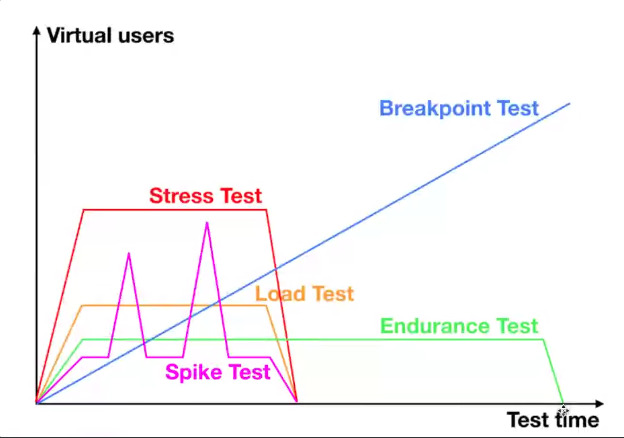 Virtual users
Breakpoint Test
Stress Test
Load Test
Endurance Test
Spike Test
Test time